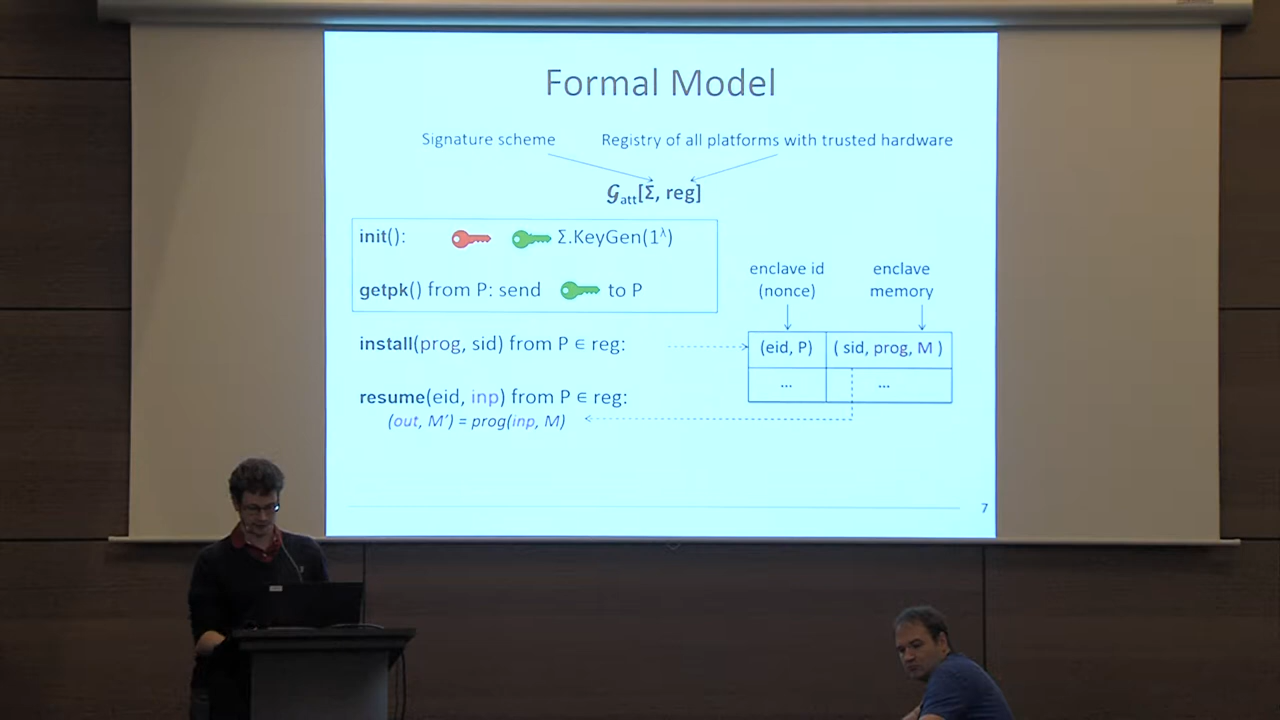 Formal Model
Signature scheme
Registry of all platforms with trusted hardware
𝒢att[Σ, reg]
init():
Σ.KeyGen(1^λ)
getpk() from P: send to P
enclave id
(nonce)
enclave
memory
install(prog, sid) from P ∈ reg:
(eid, P)
( sid, prog, M )
...
...
resume(eid, inp) from P ∈ reg:
(out, M′) = prog(inp, M)
7